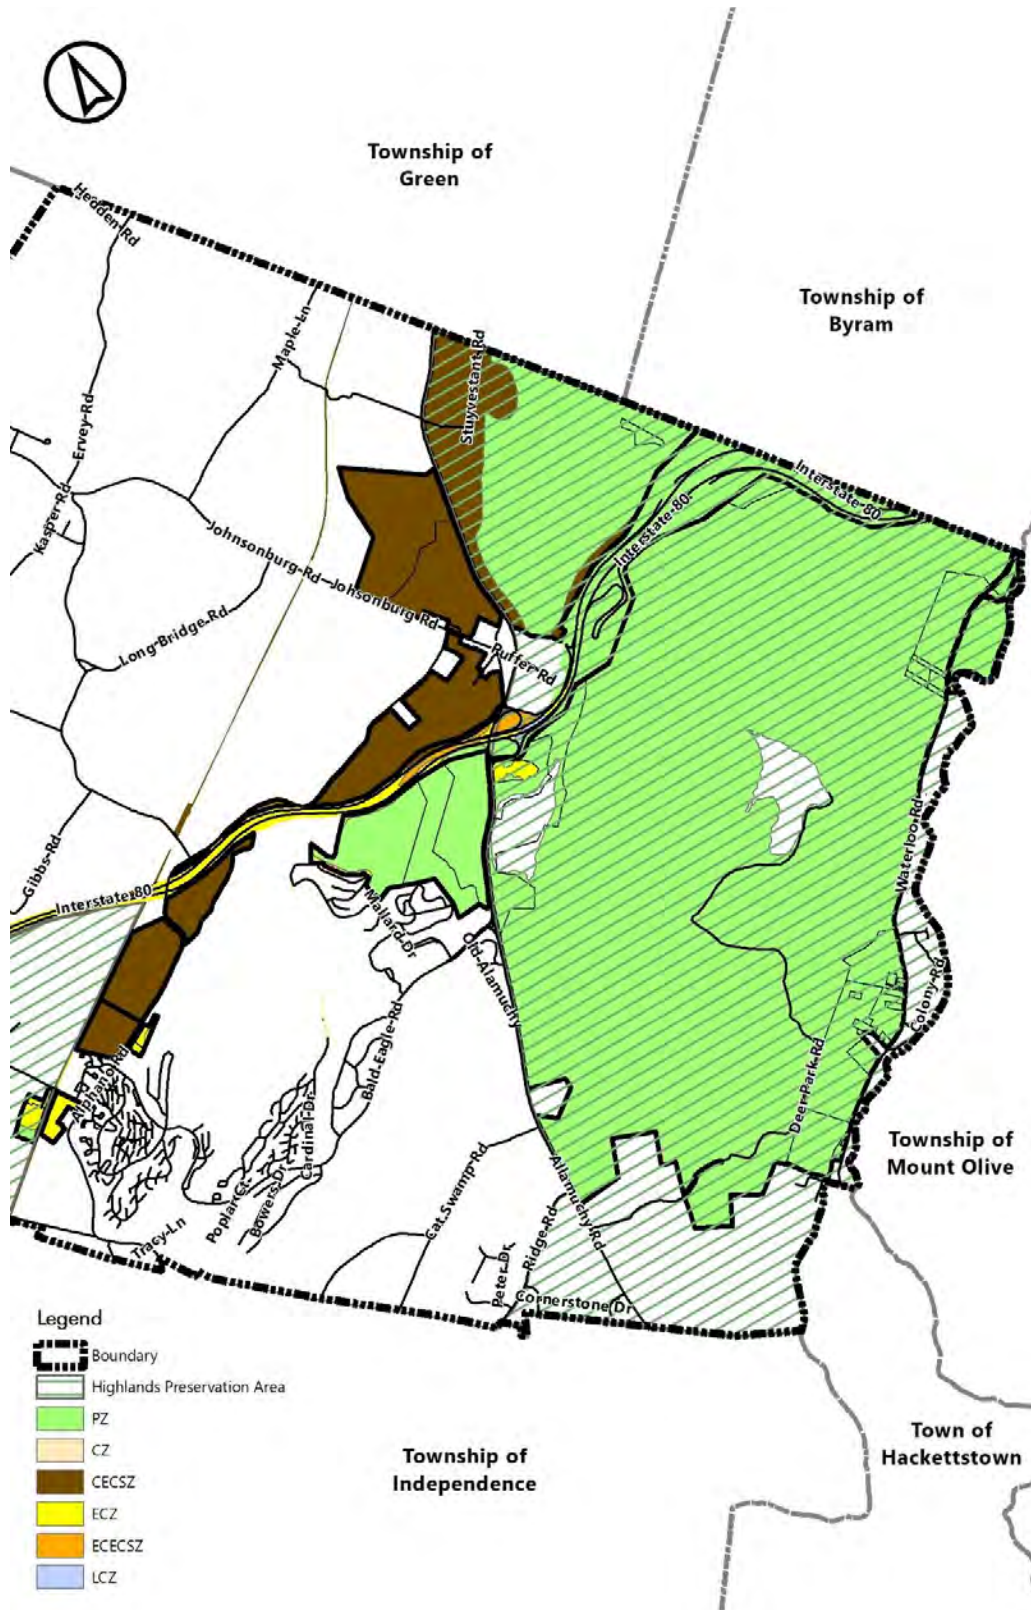 Township of
Green
Hedden Rd
Township of
Byram
Maple Ln
Stuyvestant Rd
Ervey Rd
Interstate 80
Interstate 80
Kasper Rd
Johnsonburg Rd
Johsonburg Rd
Long Bridge Rd
Ruffer Rd
Waterloo Rd
Gibbs Rd
Interstate 80
Mallard Dr
Old Alamuchy
Colony Rd
Bald Eagle Rd
Alphano Rd
Deer Park Rd
Cardinal Dr
Township of
Mount Olive
Poplar Ct
Bowers Dr
Cat Swamp Rd
Allamuchy Rd
Tracy Ln
Ridge Rd
Peter Dr
Cornerstone Dr
Legend
Boundary
Highlands Preservation Area
PZ
CZ
CECSZ
ECZ
ECECSZ
LCZ
Township of
Independence
Town of
Hackettstown